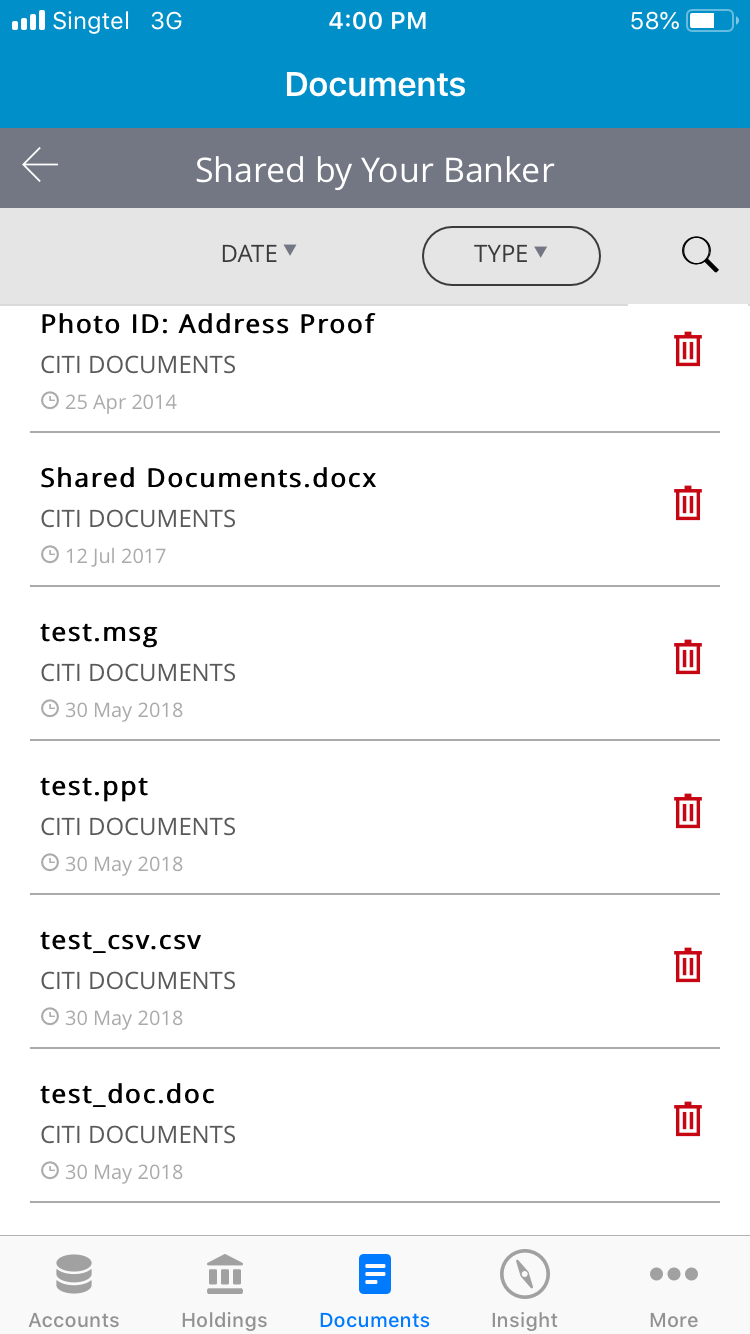 Singtel 3G 4:00 PM 58%
Documents
Shared by Your Banker
DATE TYPE
Photo ID: Address Proof
CITI DOCUMENTS
25 Apr 2014
Shared Documents.docx
CITI DOCUMENTS
12 Jul 2017
test.msg
CITI DOCUMENTS
30 May 2018
test.ppt
CITI DOCUMENTS
30 May 2018
test_csv.csv
CITI DOCUMENTS
30 May 2018
test_doc.doc
CITI DOCUMENTS
30 May 2018
Accounts Holdings Documents Insight More